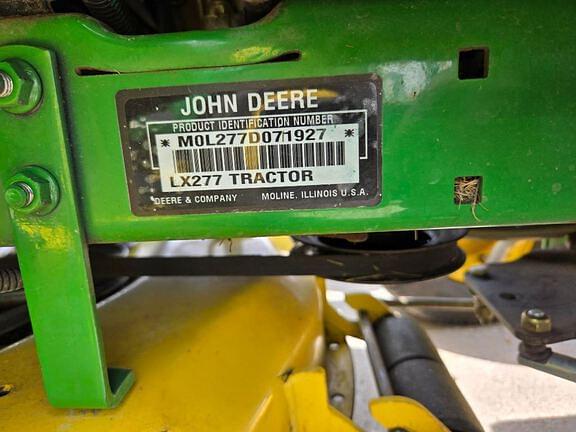 JOHN DEERE
PRODUCT IDENTIFICATION NUMBER
* M0L277D071927 *
LX277 TRACTOR
DEERE & COMPANY MOLINE, ILLINOIS U.S.A.